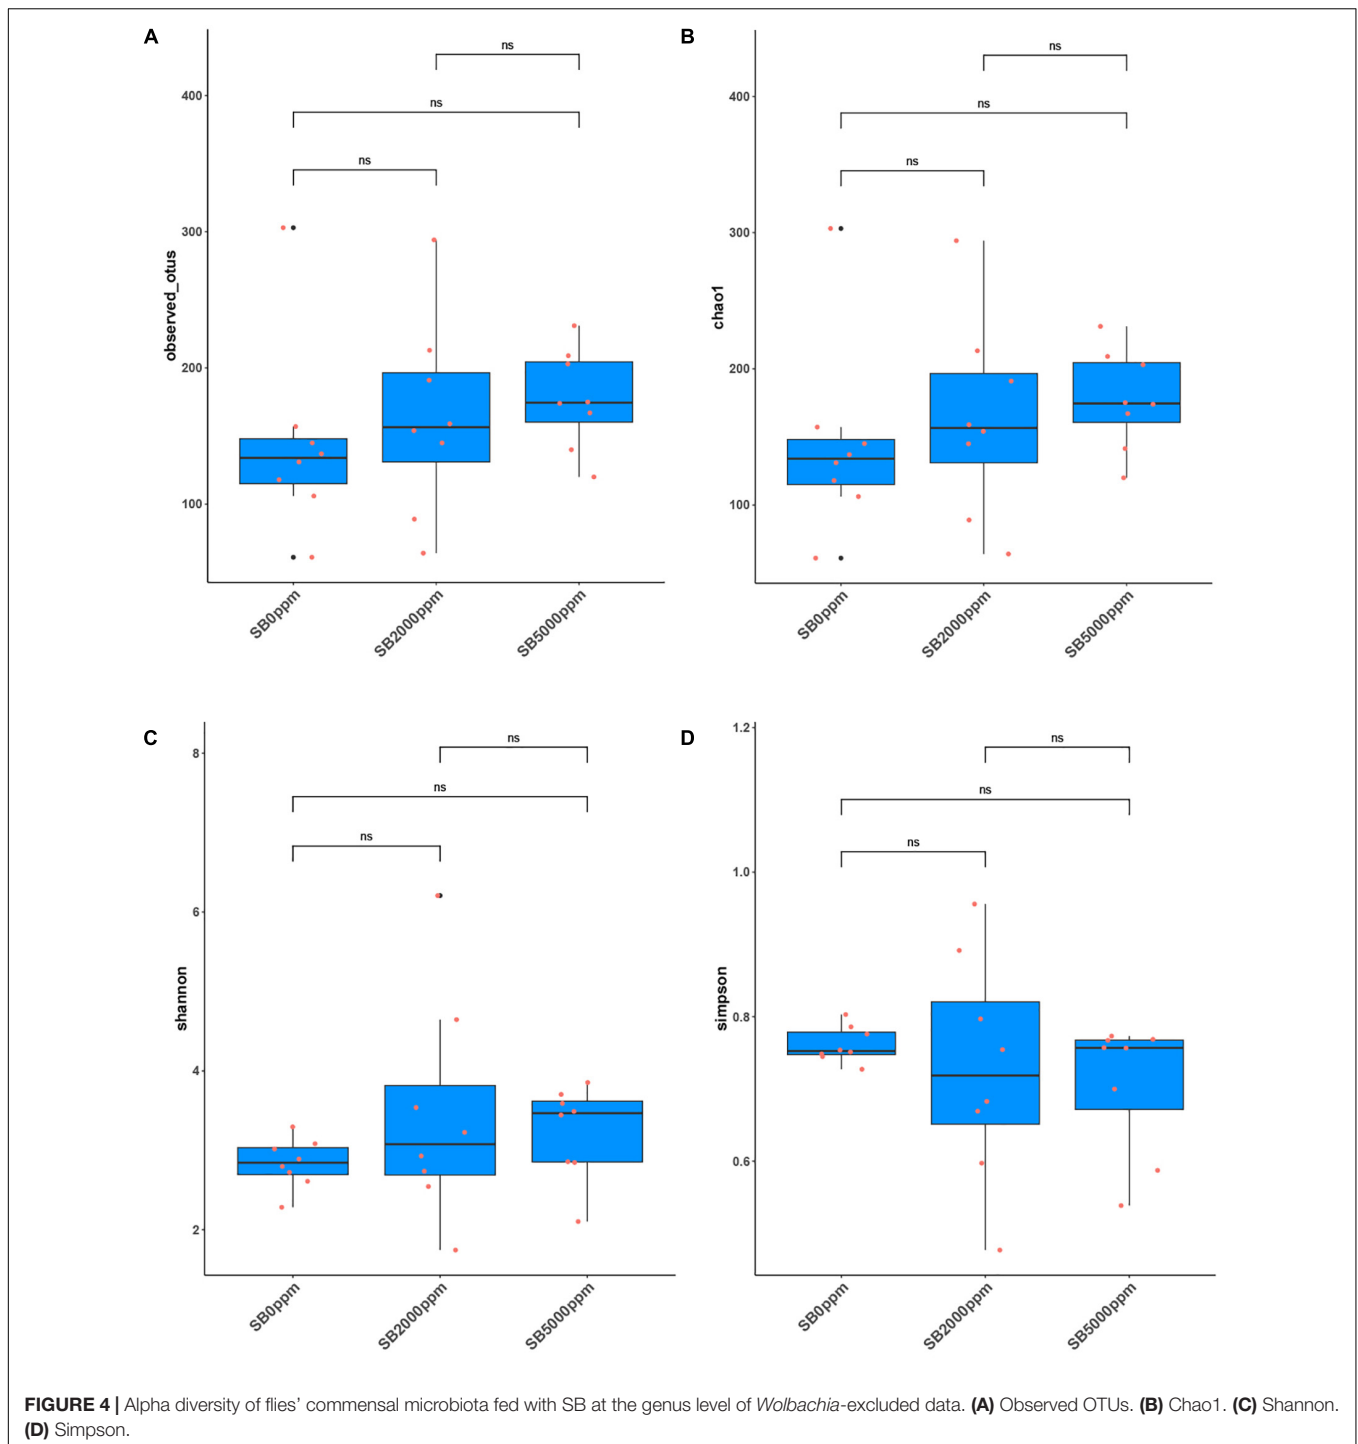 A
ns
ns
ns
400
300
200
100
observed_otus
SB0ppm
SB2000ppm
SB5000ppm
B
ns
ns
ns
400
300
200
100
chao1
SB0ppm
SB2000ppm
SB5000ppm
C
ns
ns
ns
8
6
4
2
shannon
SB0ppm
SB2000ppm
SB5000ppm
D
ns
ns
ns
1.2
1.0
0.8
0.6
simpson
SB0ppm
SB2000ppm
SB5000ppm
FIGURE 4 | Alpha diversity of flies’ commensal microbiota fed with SB at the genus level of Wolbachia-excluded data. (A) Observed OTUs. (B) Chao1. (C) Shannon.
(D) Simpson.